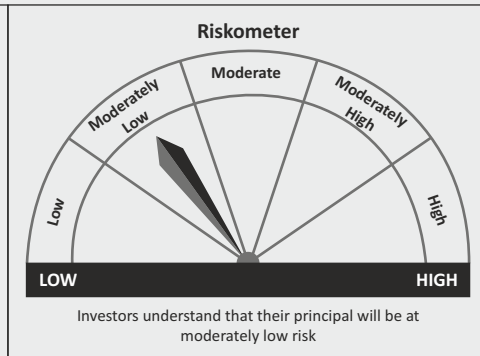 Riskometer
Low
Moderately
Low
Moderate
Moderately
High
High
LOW
HIGH
Investors understand that their principal will be at
moderately low risk